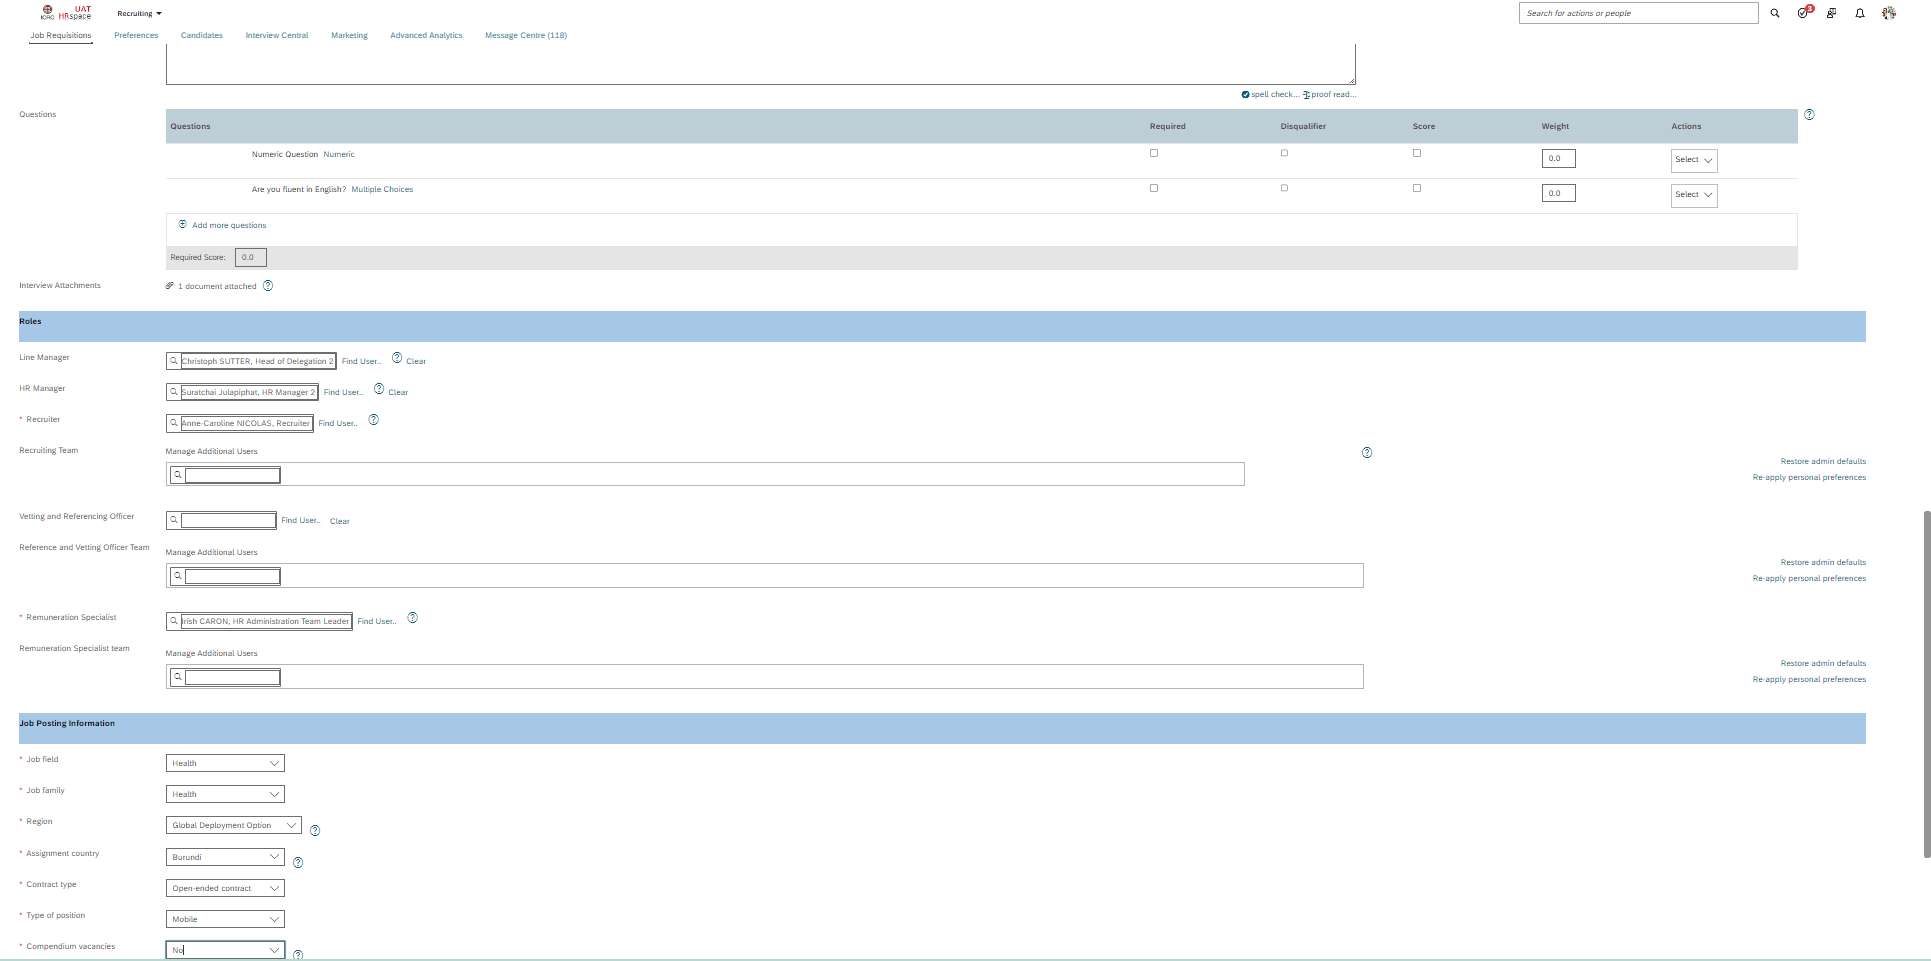 UAT
ICRC HRspace
Recruiting
Search for actions or people
3
Job Requisitions Preferences Candidates Interview Central Marketing Advanced Analytics Message Centre (118)
spell check... proof read...
Questions
Questions Required Disqualifier Score Weight Actions
Numeric Question Numeric 0.0 Select
Are you fluent in English? Multiple Choices 0.0 Select
Add more questions
Required Score: 0.0
Interview Attachments 1 document attached
Roles
Line Manager Christoph SUTTER, Head of Delegation 2 Find User.. Clear
HR Manager Suratchai Julapiphat, HR Manager 2 Find User.. Clear
* Recruiter Anne-Caroline NICOLAS, Recruiter Find User..
Recruiting Team Manage Additional Users
Restore admin defaults
Re-apply personal preferences
Vetting and Referencing Officer Find User.. Clear
Reference and Vetting Officer Team Manage Additional Users
Restore admin defaults
Re-apply personal preferences
* Remuneration Specialist Irish CARON, HR Administration Team Leader Find User..
Remuneration Specialist team Manage Additional Users
Restore admin defaults
Re-apply personal preferences
Job Posting Information
* Job field Health
* Job family Health
* Region Global Deployment Option
* Assignment country Burundi
* Contract type Open-ended contract
* Type of position Mobile
* Compendium vacancies No